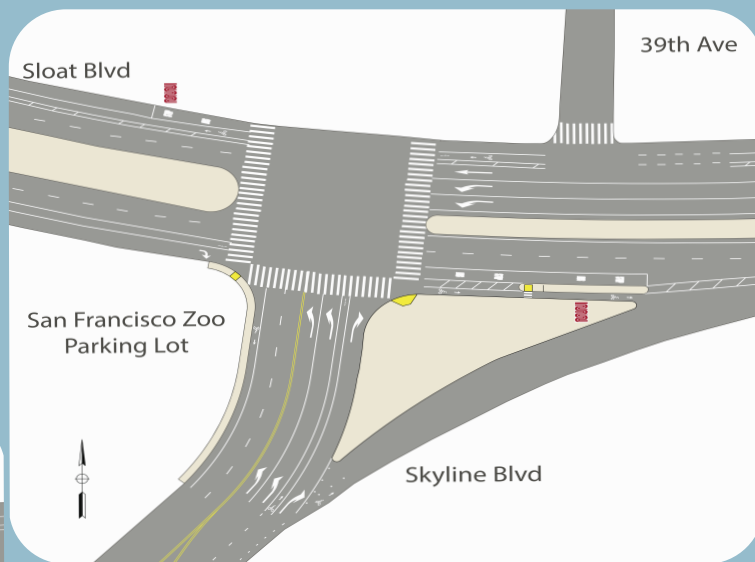 39th Ave
Sloat Blvd
San Francisco Zoo
Parking Lot
Skyline Blvd